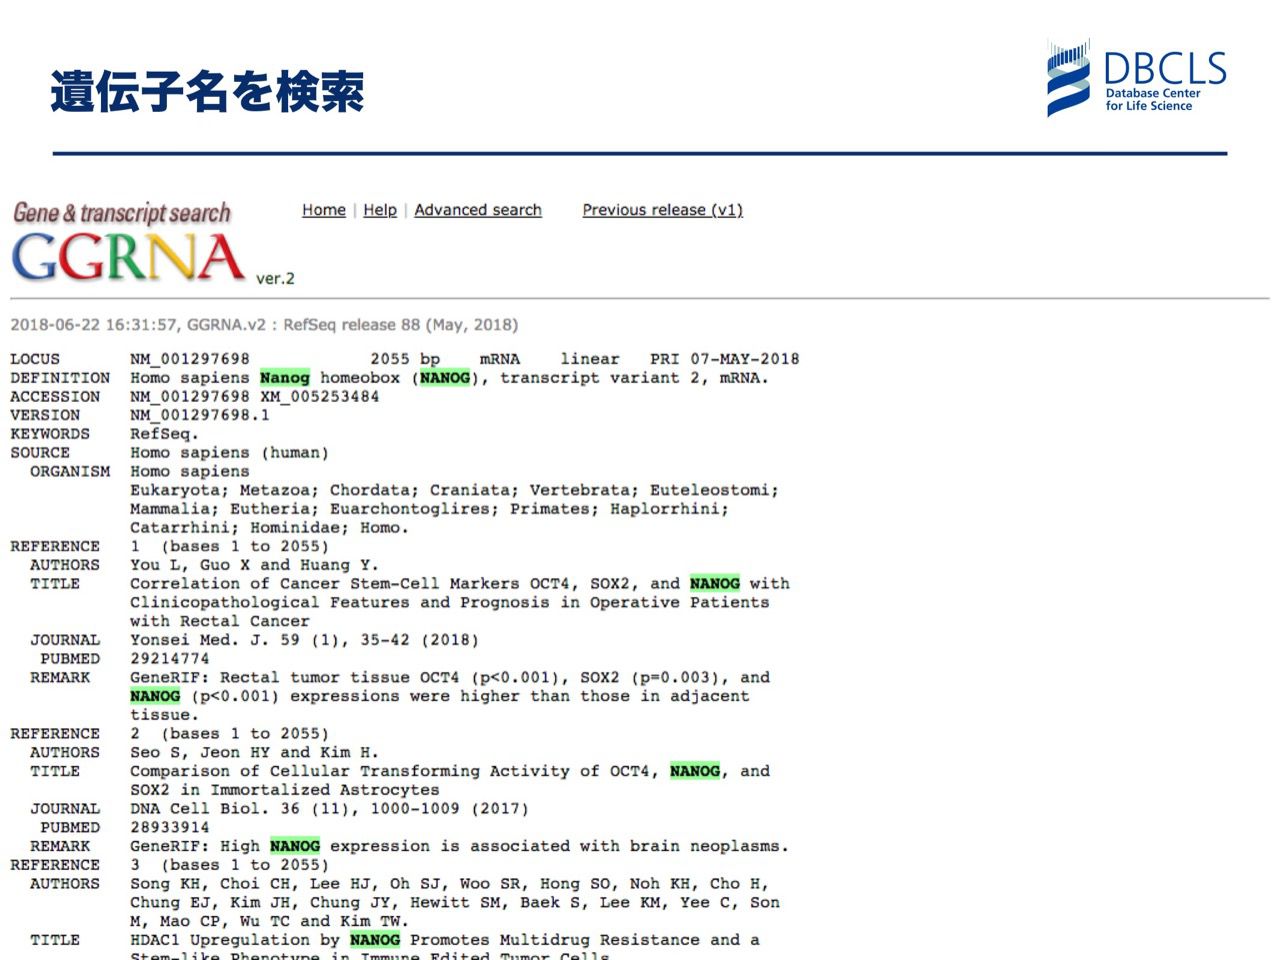 遺伝子名を検索
DBCLS
Database Center
for Life Science
Gene & transcript search
GGRNA ver.2
Home | Help | Advanced search Previous release (v1)
2018-06-22 16:31:57, GGRNA.v2 : RefSeq release 88 (May, 2018)
LOCUS NM_001297698 2055 bp mRNA linear PRI 07-MAY-2018
DEFINITION Homo sapiens Nanog homeobox (NANOG), transcript variant 2, mRNA.
ACCESSION NM_001297698 XM_005253484
VERSION NM_001297698.1
KEYWORDS RefSeq.
SOURCE Homo sapiens (human)
ORGANISM Homo sapiens
Eukaryota; Metazoa; Chordata; Craniata; Vertebrata; Euteleostomi;
Mammalia; Eutheria; Euarchontoglires; Primates; Haplorrhini;
Catarrhini; Hominidae; Homo.
REFERENCE 1 (bases 1 to 2055)
AUTHORS You L, Guo X and Huang Y.
TITLE Correlation of Cancer Stem-Cell Markers OCT4, SOX2, and NANOG with
Clinicopathological Features and Prognosis in Operative Patients
with Rectal Cancer
JOURNAL Yonsei Med. J. 59 (1), 35-42 (2018)
PUBMED 29214774
REMARK GeneRIF: Rectal tumor tissue OCT4 (p<0.001), SOX2 (p=0.003), and
NANOG (p<0.001) expressions were higher than those in adjacent
tissue.
REFERENCE 2 (bases 1 to 2055)
AUTHORS Seo S, Jeon HY and Kim H.
TITLE Comparison of Cellular Transforming Activity of OCT4, NANOG, and
SOX2 in Immortalized Astrocytes
JOURNAL DNA Cell Biol. 36 (11), 1000-1009 (2017)
PUBMED 28933914
REMARK GeneRIF: High NANOG expression is associated with brain neoplasms.
REFERENCE 3 (bases 1 to 2055)
AUTHORS Song KH, Choi CH, Lee HJ, Oh SJ, Woo SR, Hong SO, Noh KH, Cho H,
Chung EJ, Kim JH, Chung JY, Hewitt SM, Baek S, Lee KM, Yee C, Son
M, Mao CP, Wu TC and Kim TW.
TITLE HDAC1 Upregulation by NANOG Promotes Multidrug Resistance and a
Stem-like Phenotype in Immune Edited Tumor Cells